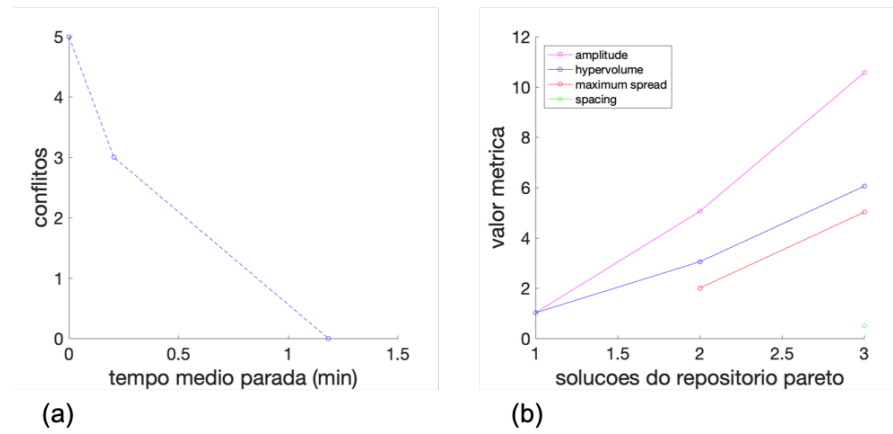 5
4
3
2
1
0
0
0.5
1
1.5
conflitos
tempo medio parada (min)
(a)
12
10
8
6
4
2
0
1
1.5
2
2.5
3
amplitude
hypervolume
maximum spread
spacing
valor metrica
solucoes do repositorio pareto
(b)